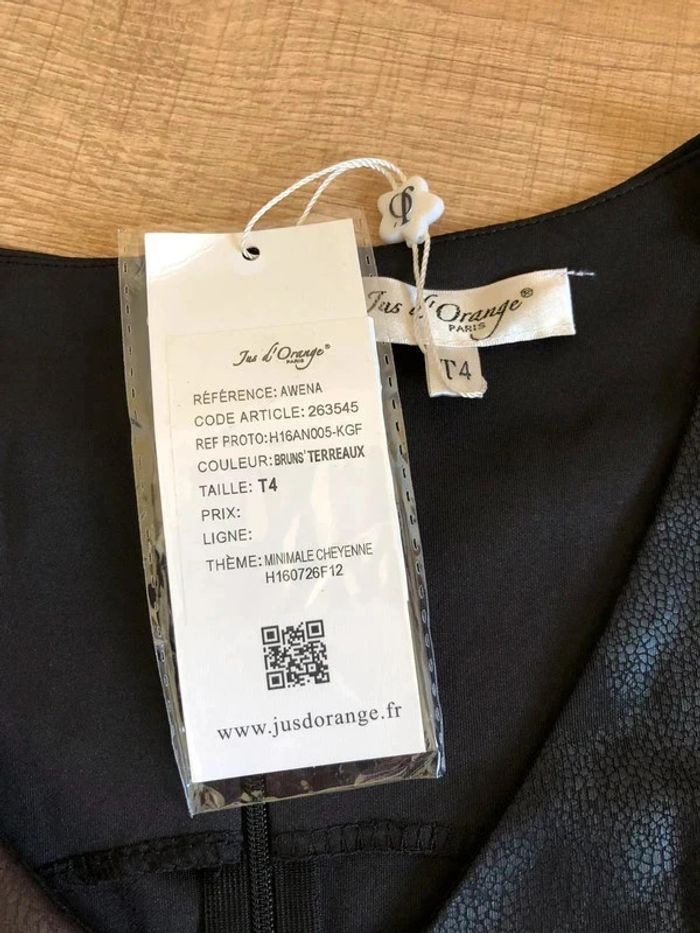 Jus d'Orange®
PARIS
RÉFÉRENCE: AWENA
CODE ARTICLE: 263545
REF PROTO:H16AN005-KGF
COULEUR:BRUNS'TERREAUX
TAILLE: T4
PRIX:
LIGNE:
THÈME:MINIMALE CHEYENNE
H160726F12
www.jusdorange.fr
Jus d'Orange®
PARIS
T4